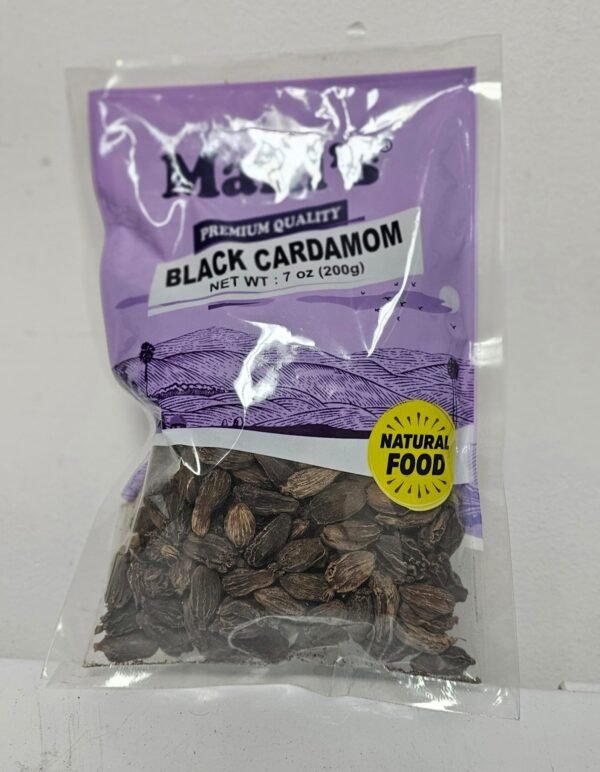 PREMIUM QUALITY
BLACK CARDAMOM
NET WT : 7 oz (200g)
NATURAL
FOOD